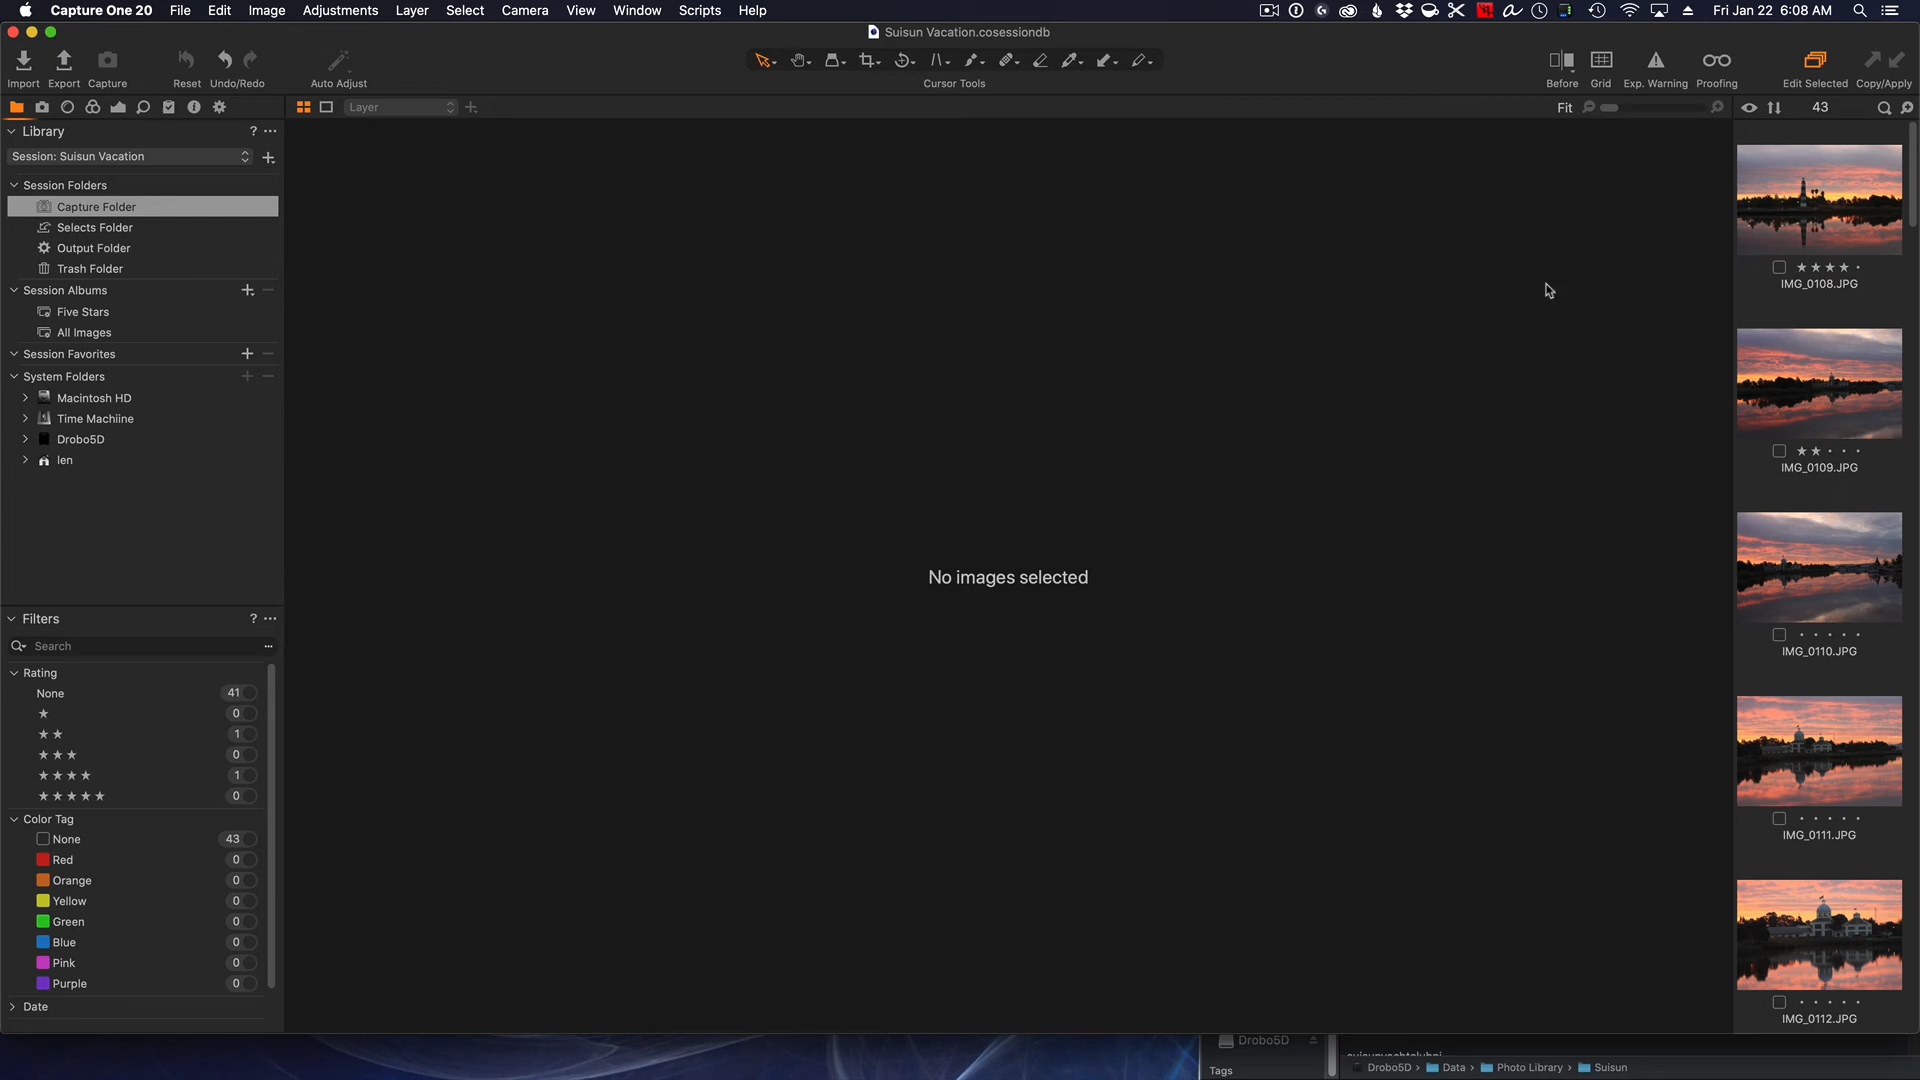 Capture One 20 File Edit Image Adjustments Layer Select Camera View Window Scripts Help Fri Jan 22 6:08 AM
Suisun Vacation.cosessiondb
Import Export Capture Reset Undo/Redo Auto Adjust Cursor Tools Before Grid Exp. Warning Proofing Edit Selected Copy/Apply
Layer Fit 43
Library ?
Session: Suisun Vacation
Session Folders
Capture Folder
Selects Folder
Output Folder
Trash Folder
Session Albums
Five Stars
All Images
Session Favorites
System Folders
Macintosh HD
Time Machiine
Drobo5D
len
No images selected
Filters ?
Search
Rating
None 41
★ 0
★★ 1
★★★ 0
★★★★ 1
★★★★★ 0
Color Tag
None 43
Red 0
Orange 0
Yellow 0
Green 0
Blue 0
Pink 0
Purple 0
Date
IMG_0108.JPG
IMG_0109.JPG
IMG_0110.JPG
IMG_0111.JPG
IMG_0112.JPG
Drobo5D
Tags
Drobo5D › Data › Photo Library › Suisun